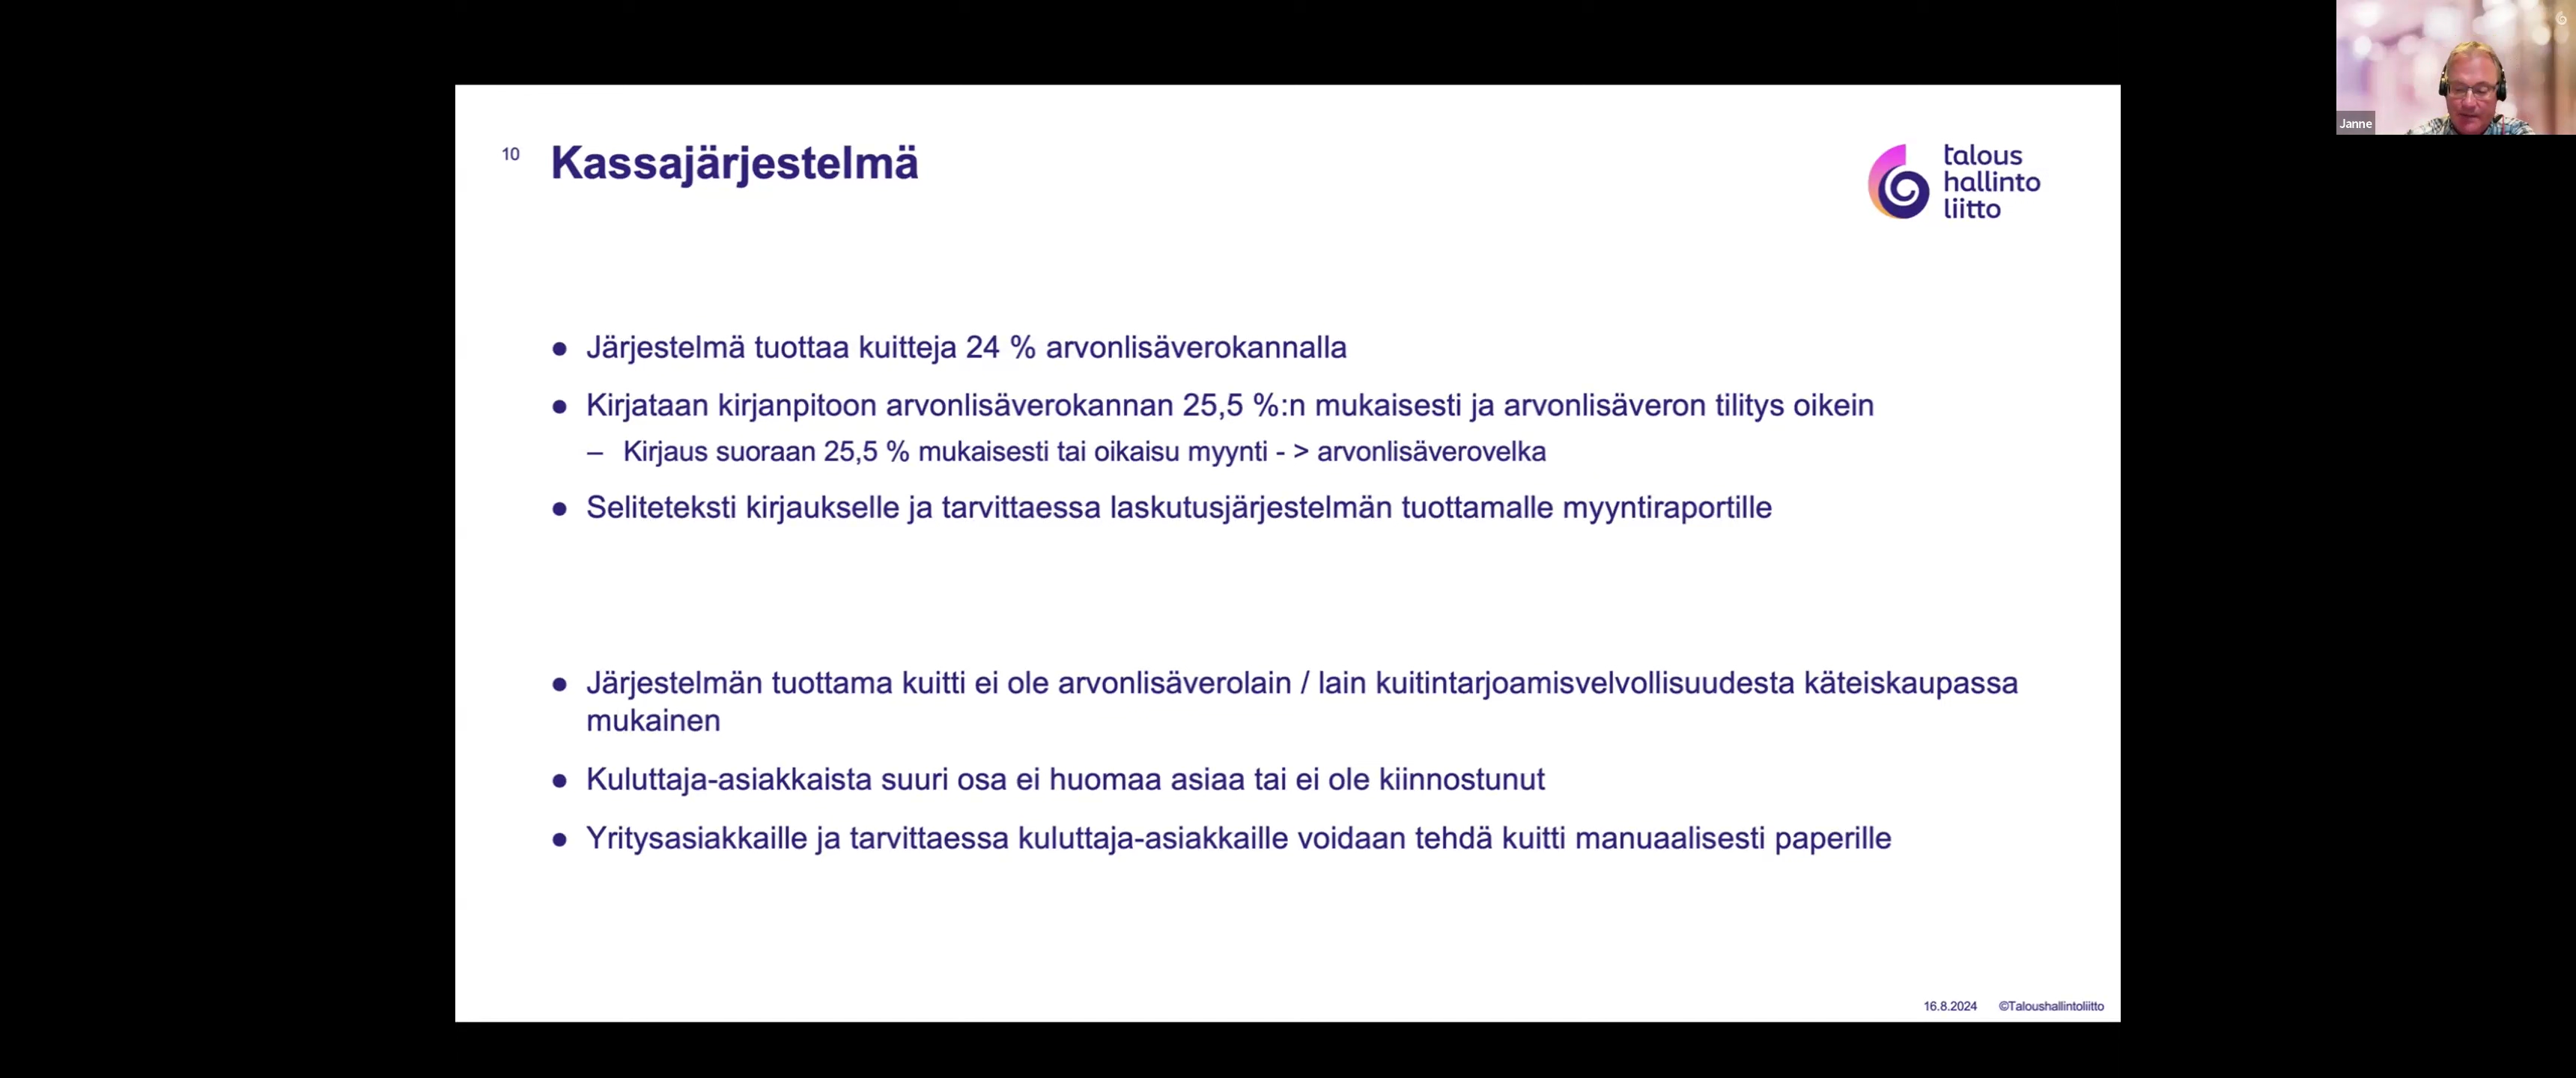 Janne
10
Kassajärjestelmä
talous
hallinto
liitto
● Järjestelmä tuottaa kuitteja 24 % arvonlisäverokannalla
● Kirjataan kirjanpitoon arvonlisäverokannan 25,5 %:n mukaisesti ja arvonlisäveron tilitys oikein
– Kirjaus suoraan 25,5 % mukaisesti tai oikaisu myynti - > arvonlisäverovelka
● Seliteteksti kirjaukselle ja tarvittaessa laskutusjärjestelmän tuottamalle myyntiraportille
● Järjestelmän tuottama kuitti ei ole arvonlisäverolain / lain kuitintarjoamisvelvollisuudesta käteiskaupassa
mukainen
● Kuluttaja-asiakkaista suuri osa ei huomaa asiaa tai ei ole kiinnostunut
● Yritysasiakkaille ja tarvittaessa kuluttaja-asiakkaille voidaan tehdä kuitti manuaalisesti paperille
16.8.2024 ©Taloushallintoliitto